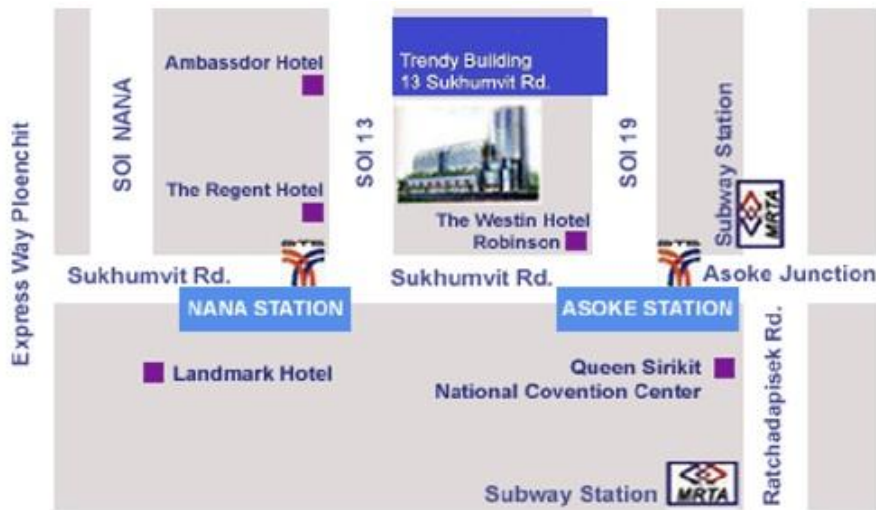 Ambassdor Hotel
Trendy Building
13 Sukhumvit Rd.
SOI NANA
SOI 13
SOI 19
Subway Station
MRTA
Express Way Ploenchit
The Regent Hotel
The Westin Hotel
Robinson
BTS
BTS
Sukhumvit Rd.
Sukhumvit Rd.
Asoke Junction
NANA STATION
ASOKE STATION
Landmark Hotel
Queen Sirikit
National Covention Center
Ratchadapisek Rd.
Subway Station
MRTA